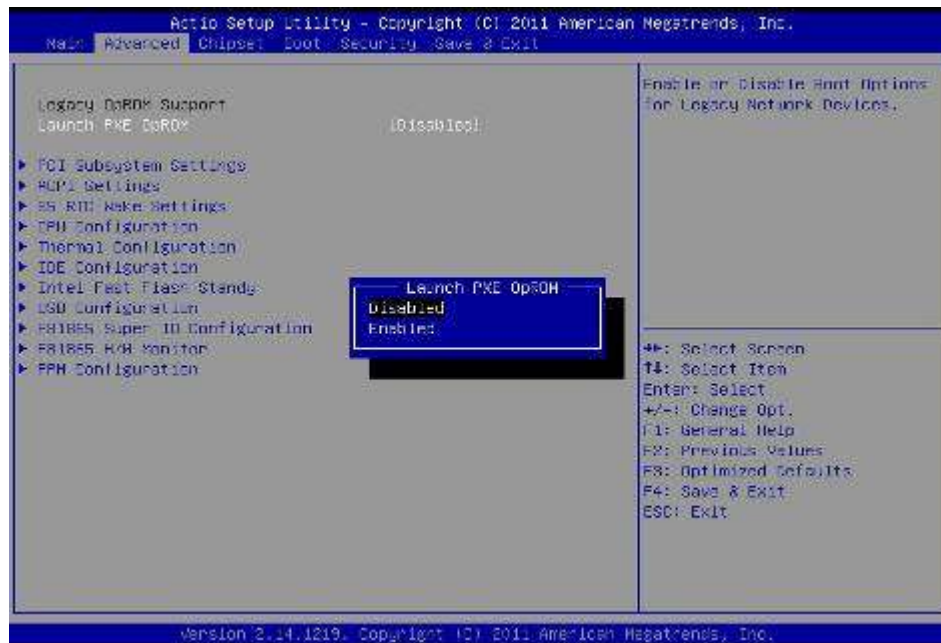 Aptio Setup Utility - Copyright (C) 2011 American Megatrends, Inc.
Main Advanced Chipset Boot Security Save & Exit
Legacy OpROM Support
Launch PXE OpROM [Disabled]
PCI Subsystem Settings
ACPI Settings
S5 RTC Wake Settings
CPU Configuration
Thermal Configuration
IDE Configuration
Intel Fast Flash Standy
USB Configuration
F81865 Super IO Configuration
F81865 H/W Monitor
PPM Configuration
Launch PXE OpROM
Disabled
Enabled
Enable or Disable Boot Options
for Legacy Network Devices.
→←: Select Screen
↑↓: Select Item
Enter: Select
+/-: Change Opt.
F1: General Help
F2: Previous Values
F3: Optimized Defaults
F4: Save & Exit
ESC: Exit
Version 2.14.1219. Copyright (C) 2011 American Megatrends, Inc.